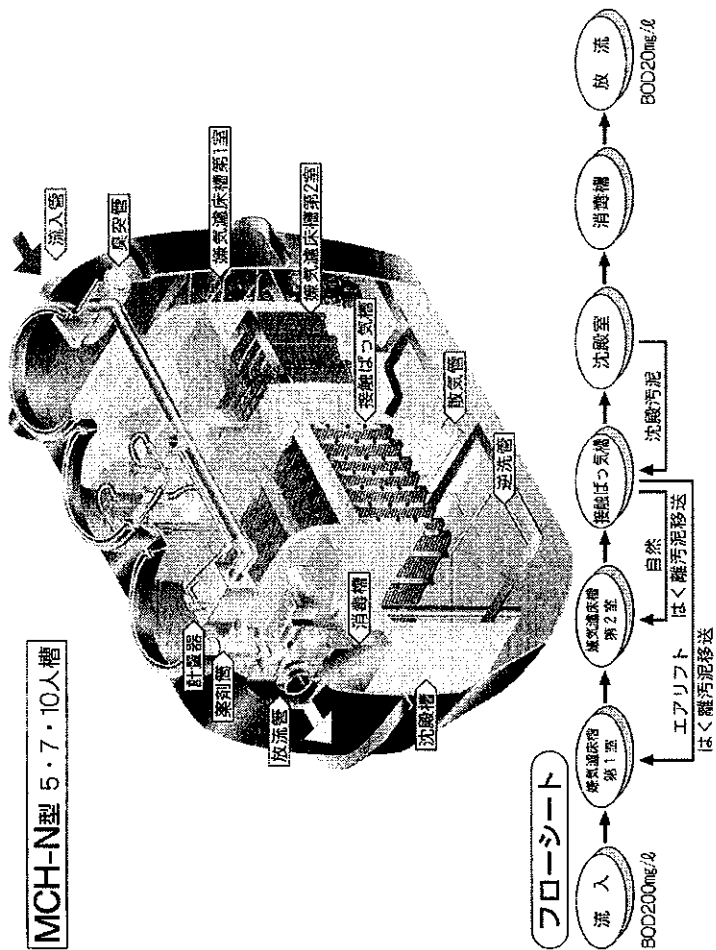 MCH-N型 5・7・10人槽
流入管
臭突管
嫌気濾床槽第1室
嫌気濾床槽第2室
接触ばっ気槽
散気管
逆洗管
計量器
薬剤管
放流管
消毒槽
沈殿槽
フローシート
流入
嫌気濾床槽
第1室
嫌気濾床槽
第2室
接触ばっ気槽
沈殿室
消毒槽
放流
BOD200mg/ℓ
BOD20mg/ℓ
自然
はく離汚泥移送
沈殿汚泥
エアリフト
はく離汚泥移送